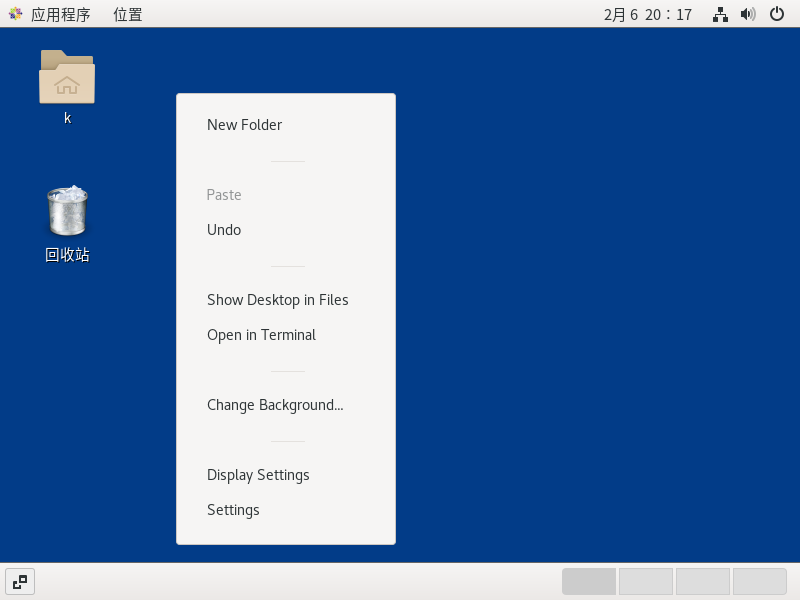 应用程序 位置 2月 6 20：17
k
回收站
New Folder
Paste
Undo
Show Desktop in Files
Open in Terminal
Change Background...
Display Settings
Settings